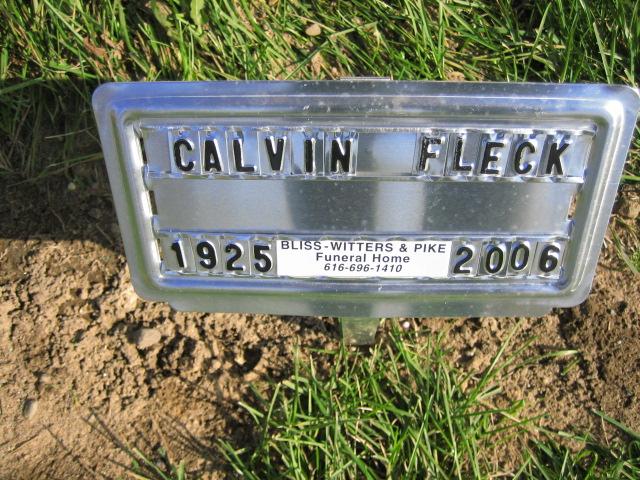 CALVIN FLECK
1925 BLISS-WITTERS & PIKE 2006
Funeral Home
616-696-1410